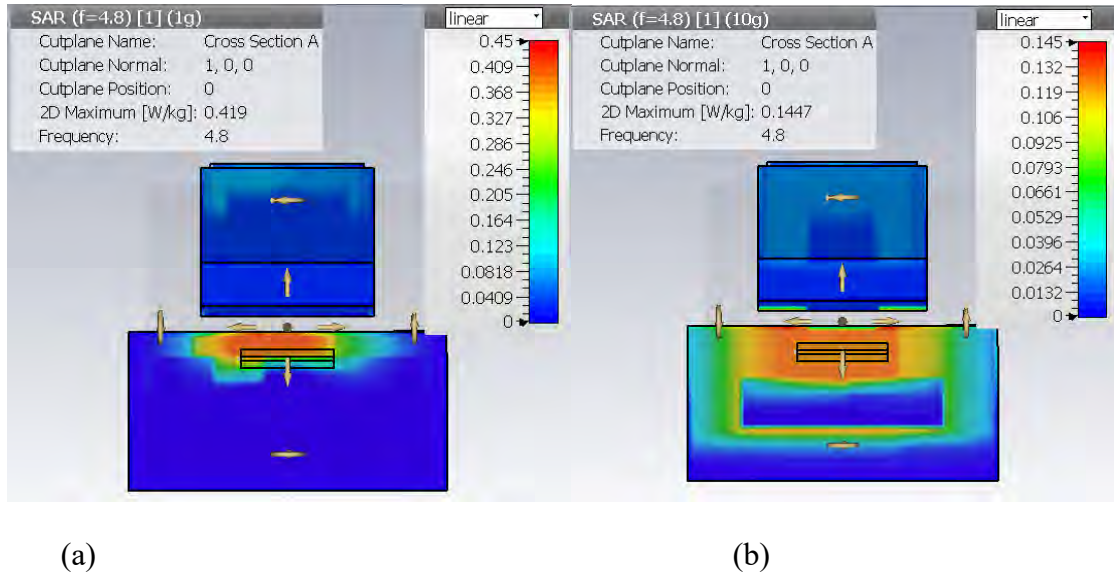 SAR (f=4.8) [1] (1g)
Cutplane Name: Cross Section A
Cutplane Normal: 1, 0, 0
Cutplane Position: 0
2D Maximum [W/kg]: 0.419
Frequency: 4.8
linear
0.45
0.409
0.368
0.327
0.286
0.246
0.205
0.164
0.123
0.0818
0.0409
0
SAR (f=4.8) [1] (10g)
Cutplane Name: Cross Section A
Cutplane Normal: 1, 0, 0
Cutplane Position: 0
2D Maximum [W/kg]: 0.1447
Frequency: 4.8
linear
0.145
0.132
0.119
0.106
0.0925
0.0793
0.0661
0.0529
0.0396
0.0264
0.0132
0
(a)
(b)